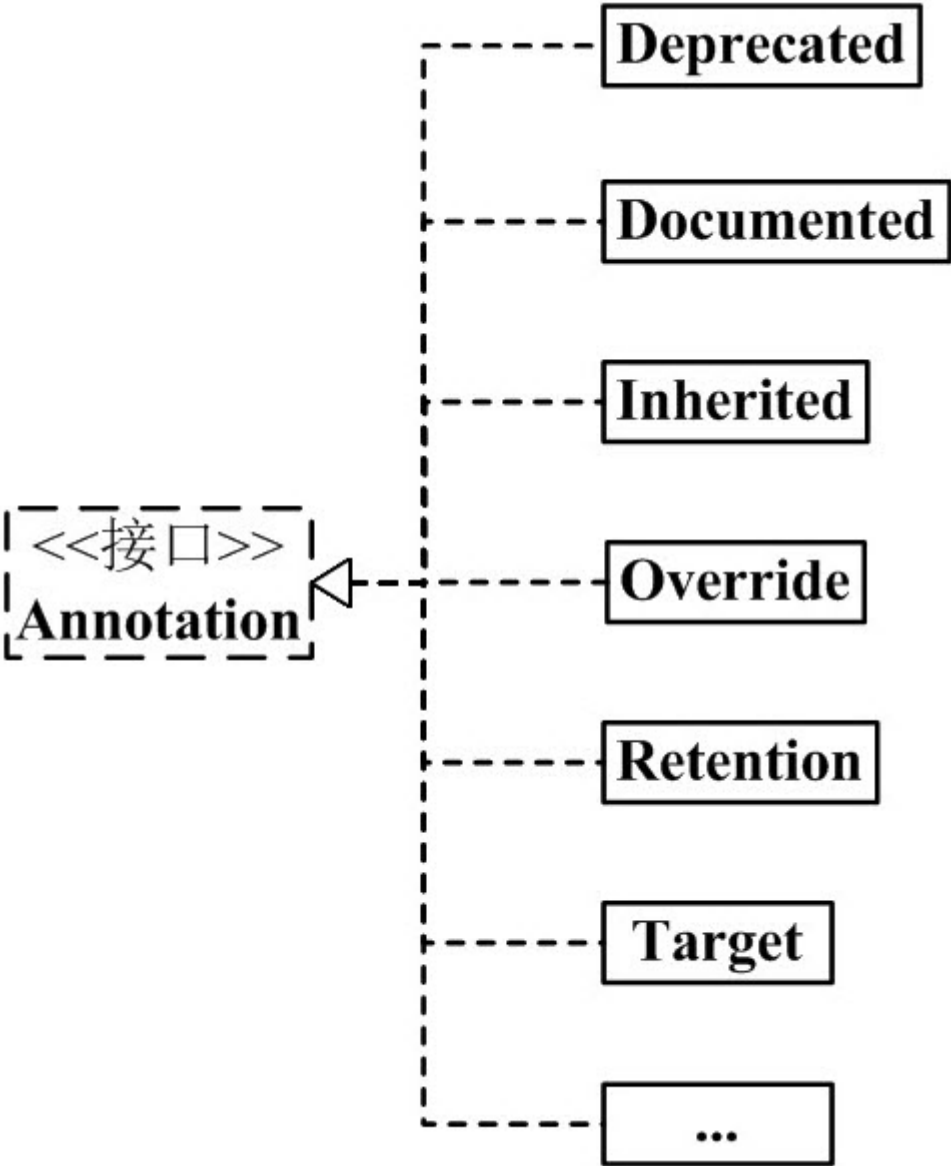 Deprecated
Documented
Inherited
<<接口>>
Annotation
Override
Retention
Target
...